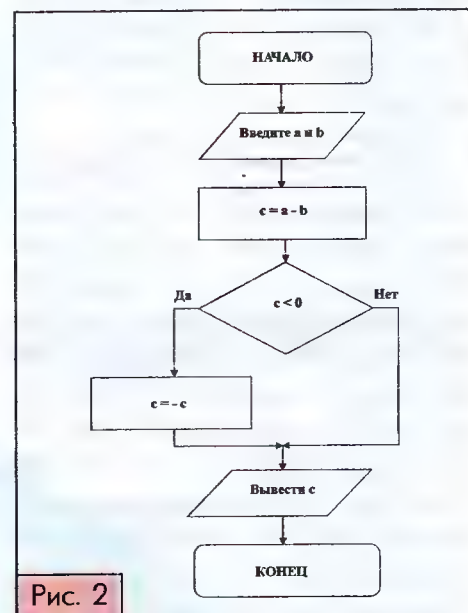 НАЧАЛО
Введите a и b
c = a - b
c < 0
Да
Нет
c = - c
Вывести c
КОНЕЦ
Рис. 2